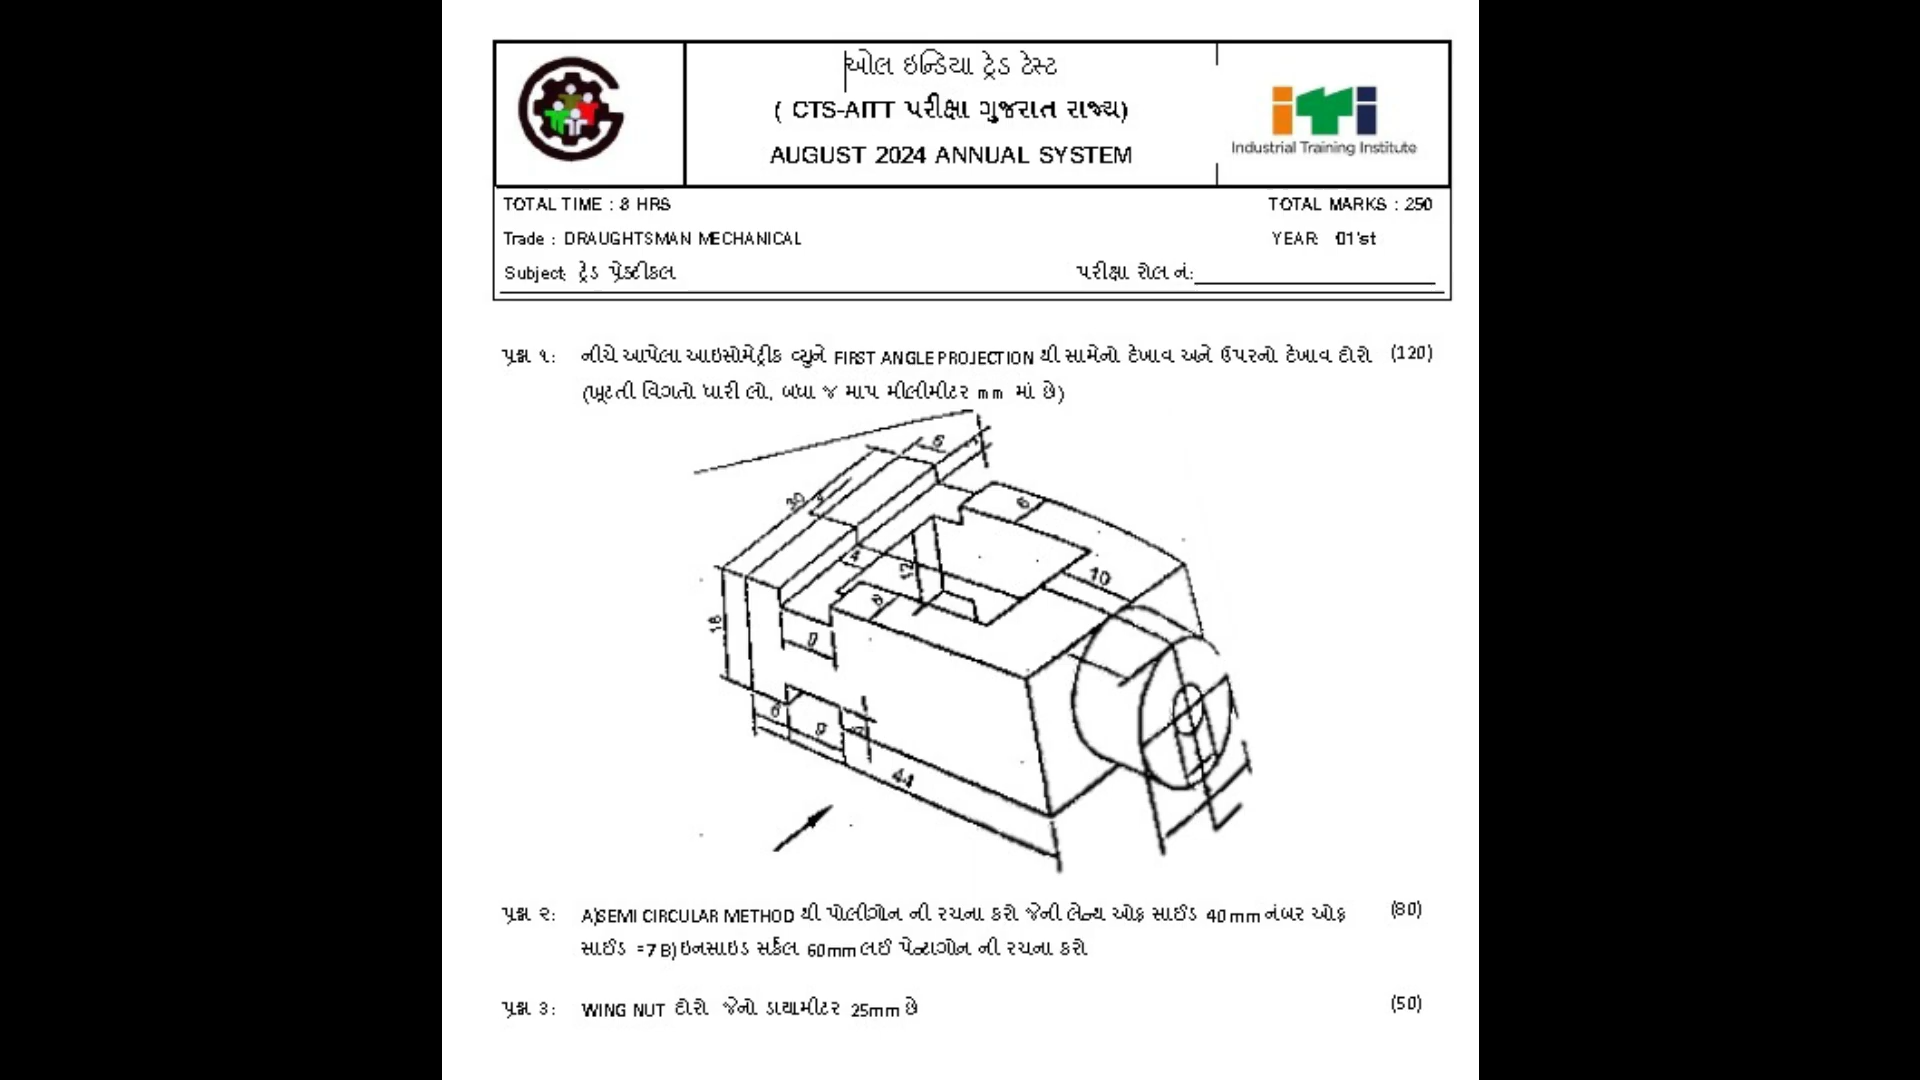 ઓલ ઇન્ડિયા ટ્રેડ ટેસ્ટ
( CTS-AITT પરીક્ષા ગુજરાત રાજ્ય)
AUGUST 2024 ANNUAL SYSTEM
iTi
Industrial Training Institute
TOTAL TIME : 8 HRS TOTAL MARKS : 250
Trade : DRAUGHTSMAN MECHANICAL YEAR 01'st
Subject: ટ્રેડ પ્રેક્ટીકલ પરીક્ષા રોલ નં:
પ્રશ્ન ૧: નીચે આપેલા આઇસોમેટ્રીક વ્યુને FIRST ANGLE PROJECTION થી સામેનો દેખાવ અને ઉપરનો દેખાવ દોરો (120)
(ખૂટતી વિગતો ધારી લો, બધા જ માપ મીલીમીટર mm માં છે)
6
30
6
4
12
10
8
18
9
6
9
44
પ્રશ્ન ૨: A)SEMI CIRCULAR METHOD થી પોલીગોન ની રચના કરો જેની લેન્થ ઓફ સાઈડ 40mm નંબર ઓફ (80)
સાઈડ =7 B)ઇનસાઇડ સર્કલ 60mm લઈ પેન્ટાગોન ની રચના કરો
પ્રશ્ન 3: WING NUT દોરો જેનો ડાયામીટર 25mm છે (50)